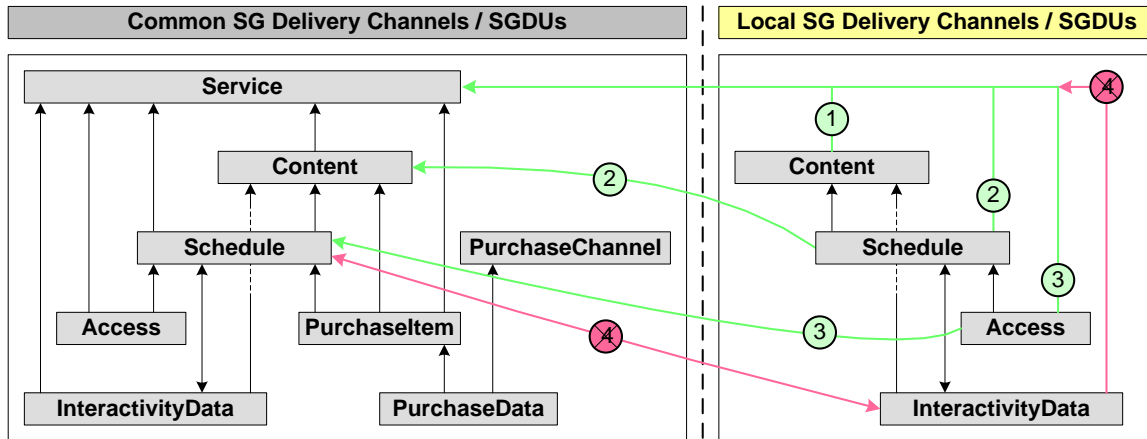 Common SG Delivery Channels / SGDUs
Local SG Delivery Channels / SGDUs
Service
4
1
Content
Content
2
2
Schedule
PurchaseChannel
Schedule
3
Access
PurchaseItem
4
3
Access
InteractivityData
PurchaseData
InteractivityData